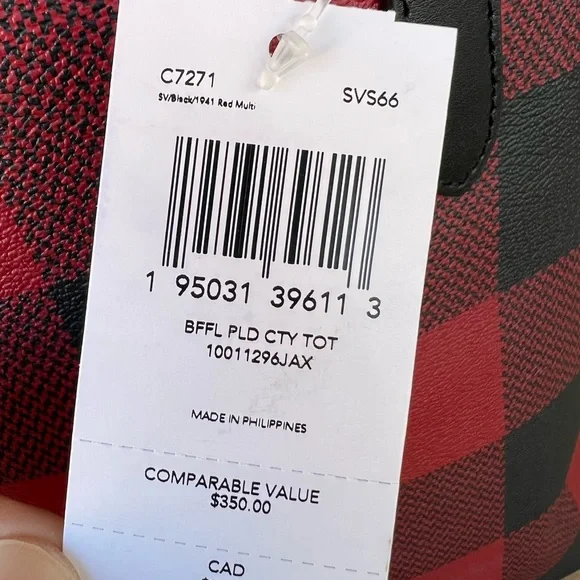 C7271 SVS66
SV/Black/1941 Red Multi
1 95031 39611 3
BFFL PLD CTY TOT
10011296JAX
MADE IN PHILIPPINES
COMPARABLE VALUE
$350.00
CAD